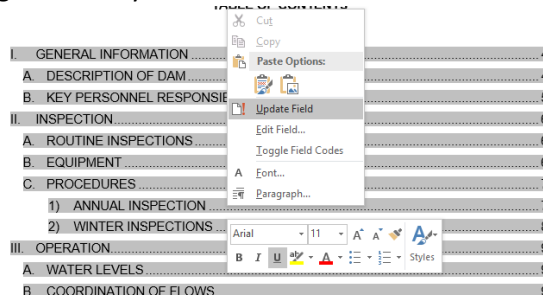 TABLE OF CONTENTS
Cut
Copy
Paste Options:
Update Field
Edit Field...
Toggle Field Codes
Font...
Paragraph...
I. GENERAL INFORMATION
A. DESCRIPTION OF DAM
B. KEY PERSONNEL
II. INSPECTION
A. ROUTINE INSPECTIONS
B. EQUIPMENT
C. PROCEDURES
1) ANNUAL INSPECTION
2) WINTER INSPECTIONS
Arial 11 A A A
B I U ab A Styles
III. OPERATION
A. WATER LEVELS
B. COORDINATION OF FLOWS